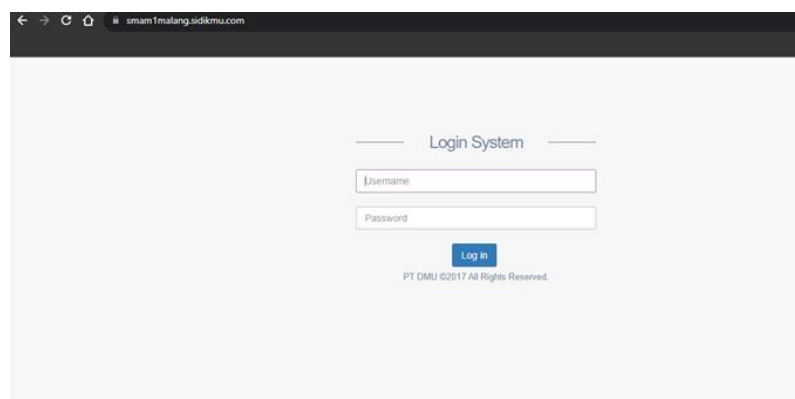 smam1malang.sidikmu.com
Login System
Username
Password
Log in
PT DMU ©2017 All Rights Reserved.